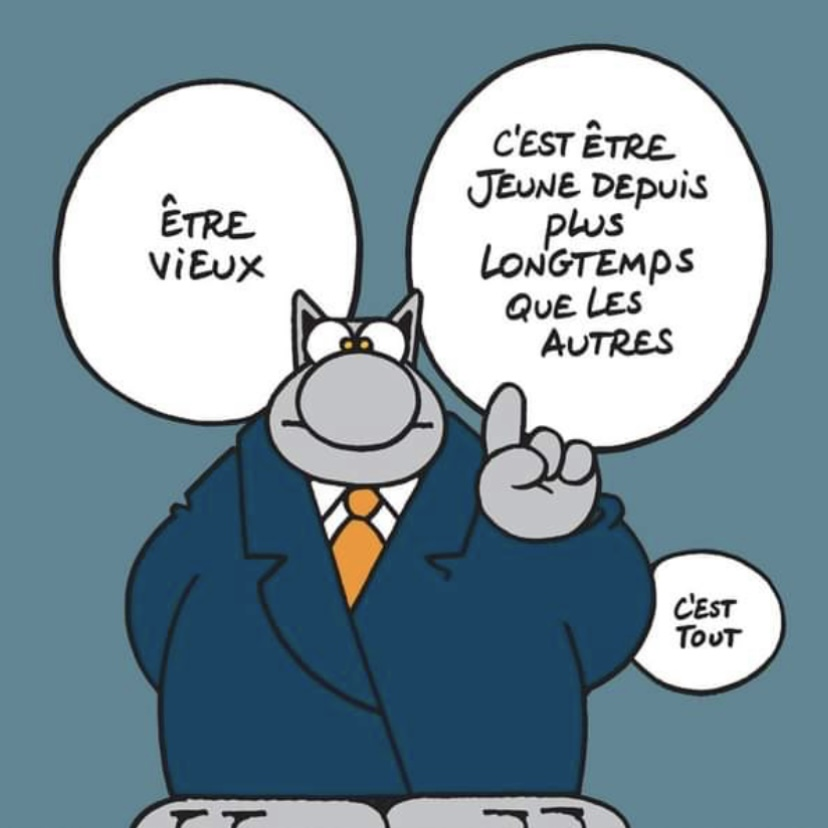 ÊTRE
VIEUX
C'EST ÊTRE
JEUNE DEPUIS
PLUS
LONGTEMPS
QUE LES
AUTRES
C'EST
TOUT